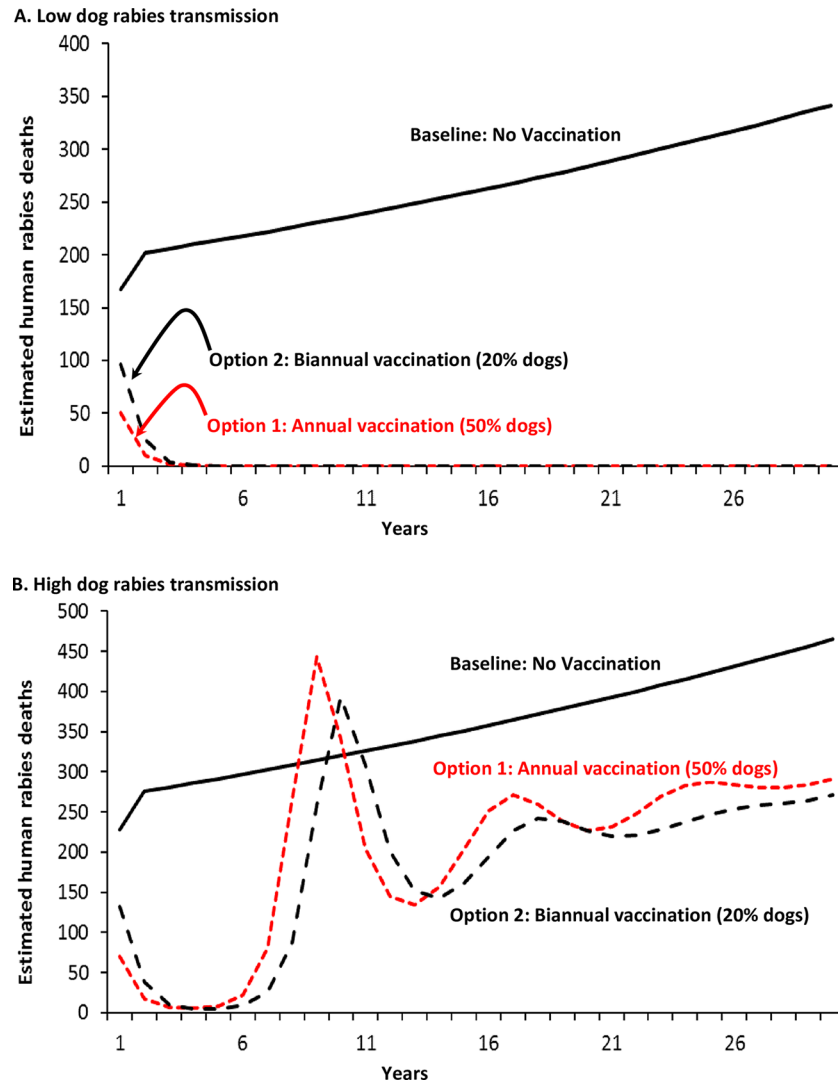 A. Low dog rabies transmission
400
350
300
250
200
150
100
50
0
Estimated human rabies deaths
Baseline: No Vaccination
Option 2: Biannual vaccination (20% dogs)
Option 1: Annual vaccination (50% dogs)
1 6 11 16 21 26
Years
B. High dog rabies transmission
500
450
400
350
300
250
200
150
100
50
0
Estimated human rabies deaths
Baseline: No Vaccination
Option 1: Annual vaccination (50% dogs)
Option 2: Biannual vaccination (20% dogs)
1 6 11 16 21 26
Years